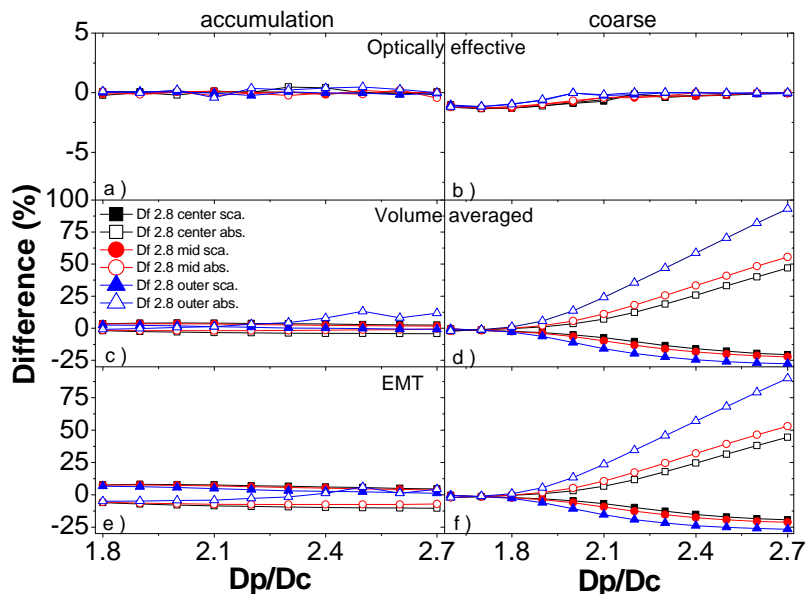 accumulation coarse
5 Optically effective
0
-5
a ) b )
100 Df 2.8 center sca. Volume averaged
75 Df 2.8 center abs.
Df 2.8 mid sca.
50 Df 2.8 mid abs.
25 Df 2.8 outer sca.
Df 2.8 outer abs.
0
-25 c ) d )
Difference (%)
EMT
75
50
25
0
-25 e ) f )
1.8 2.1 2.4 2.7 1.8 2.1 2.4 2.7
Dp/Dc Dp/Dc